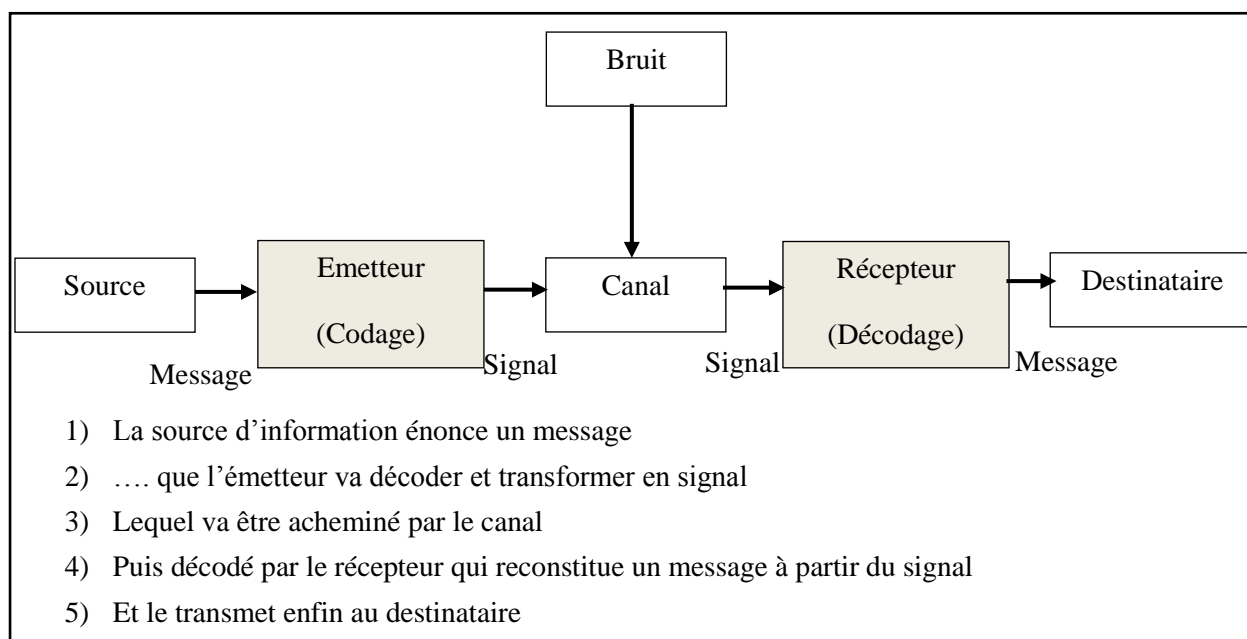 Bruit
Source
Emetteur
(Codage)
Canal
Récepteur
(Décodage)
Destinataire
Message
Signal
Signal
Message
1) La source d’information énonce un message
2) …. que l’émetteur va décoder et transformer en signal
3) Lequel va être acheminé par le canal
4) Puis décodé par le récepteur qui reconstitue un message à partir du signal
5) Et le transmet enfin au destinataire